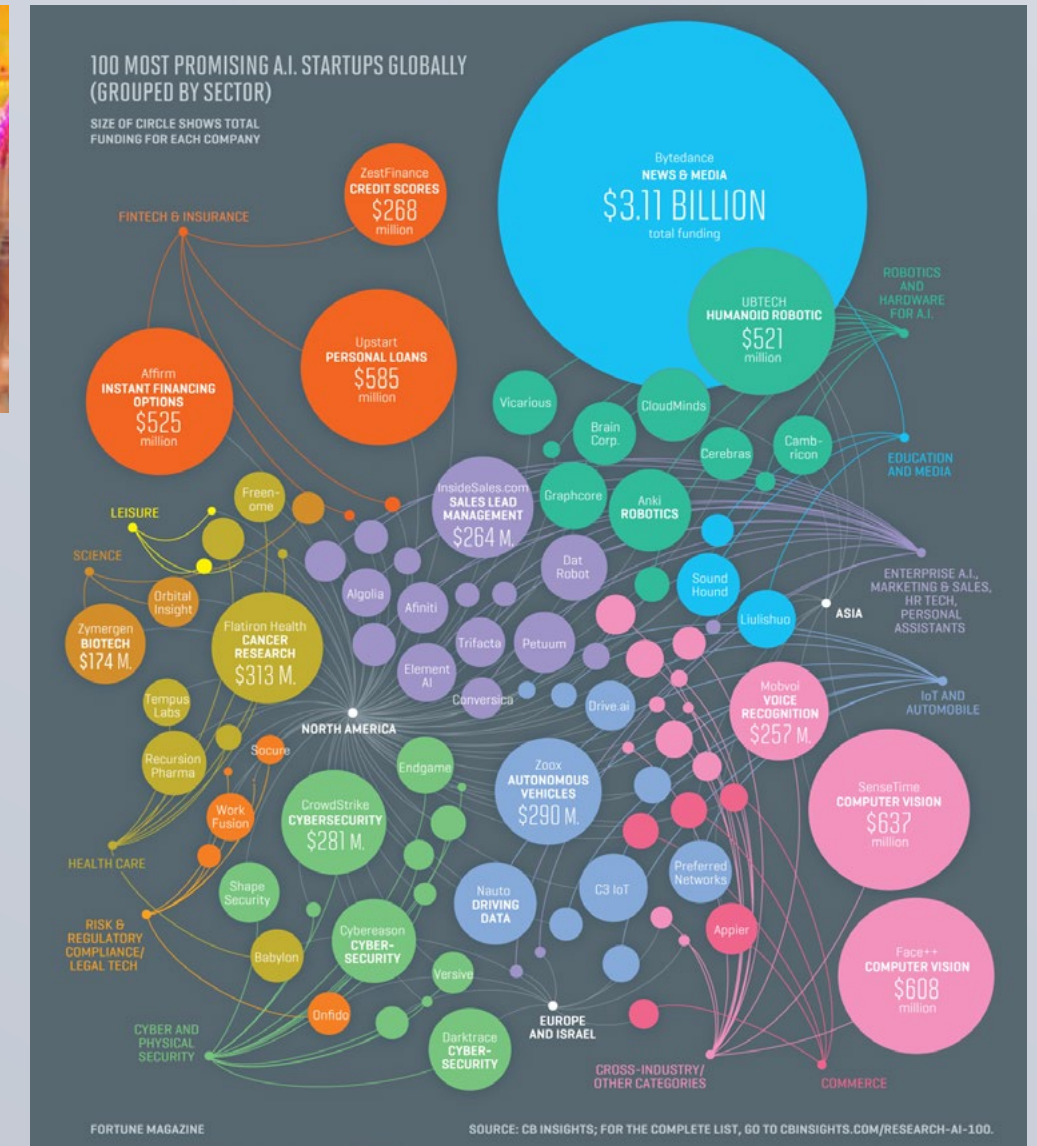 100 MOST PROMISING A.I. STARTUPS GLOBALLY
(GROUPED BY SECTOR)
SIZE OF CIRCLE SHOWS TOTAL
FUNDING FOR EACH COMPANY
Bytedance
NEWS & MEDIA
$3.11 BILLION
total funding
ZestFinance
CREDIT SCORES
$268
million
FINTECH & INSURANCE
ROBOTICS
AND
HARDWARE
FOR A.I.
UBTECH
HUMANOID ROBOTIC
$521
million
Upstart
PERSONAL LOANS
$585
million
Affirm
INSTANT FINANCING
OPTIONS
$525
million
Vicarious
CloudMinds
Brain
Corp.
Cerebras
Camb-
ricon
EDUCATION
AND MEDIA
InsideSales.com
SALES LEAD
MANAGEMENT
$264 M.
Graphcore
Anki
ROBOTICS
Freen-
ome
LEISURE
SCIENCE
Dat
Robot
ENTERPRISE A.I.,
MARKETING & SALES,
HR TECH,
PERSONAL
ASSISTANTS
Orbital
Insight
Algolia
Afiniti
Sound
Hound
Liulishuo
ASIA
Zymergen
BIOTECH
$174 M.
Flatiron Health
CANCER
RESEARCH
$313 M.
Trifacta
Petuum
Element
AI
Conversica
Drive.ai
Mobvoi
VOICE
RECOGNITION
$257 M.
IoT AND
AUTOMOBILE
Tempus
Labs
NORTH AMERICA
Recursion
Pharma
Socure
Endgame
Zoox
AUTONOMOUS
VEHICLES
$290 M.
SenseTime
COMPUTER VISION
$637
million
Work
Fusion
CrowdStrike
CYBERSECURITY
$281 M.
HEALTH CARE
Shape
Security
Nauto
DRIVING
DATA
C3 IoT
Preferred
Networks
RISK &
REGULATORY
COMPLIANCE/
LEGAL TECH
Babylon
Cybereason
CYBER-
SECURITY
Appier
Face++
COMPUTER VISION
$608
million
Versive
Onfido
CYBER AND
PHYSICAL
SECURITY
Darktrace
CYBER-
SECURITY
EUROPE
AND ISRAEL
CROSS-INDUSTRY/
OTHER CATEGORIES
COMMERCE
FORTUNE MAGAZINE
SOURCE: CB INSIGHTS; FOR THE COMPLETE LIST, GO TO CBINSIGHTS.COM/RESEARCH-AI-100.